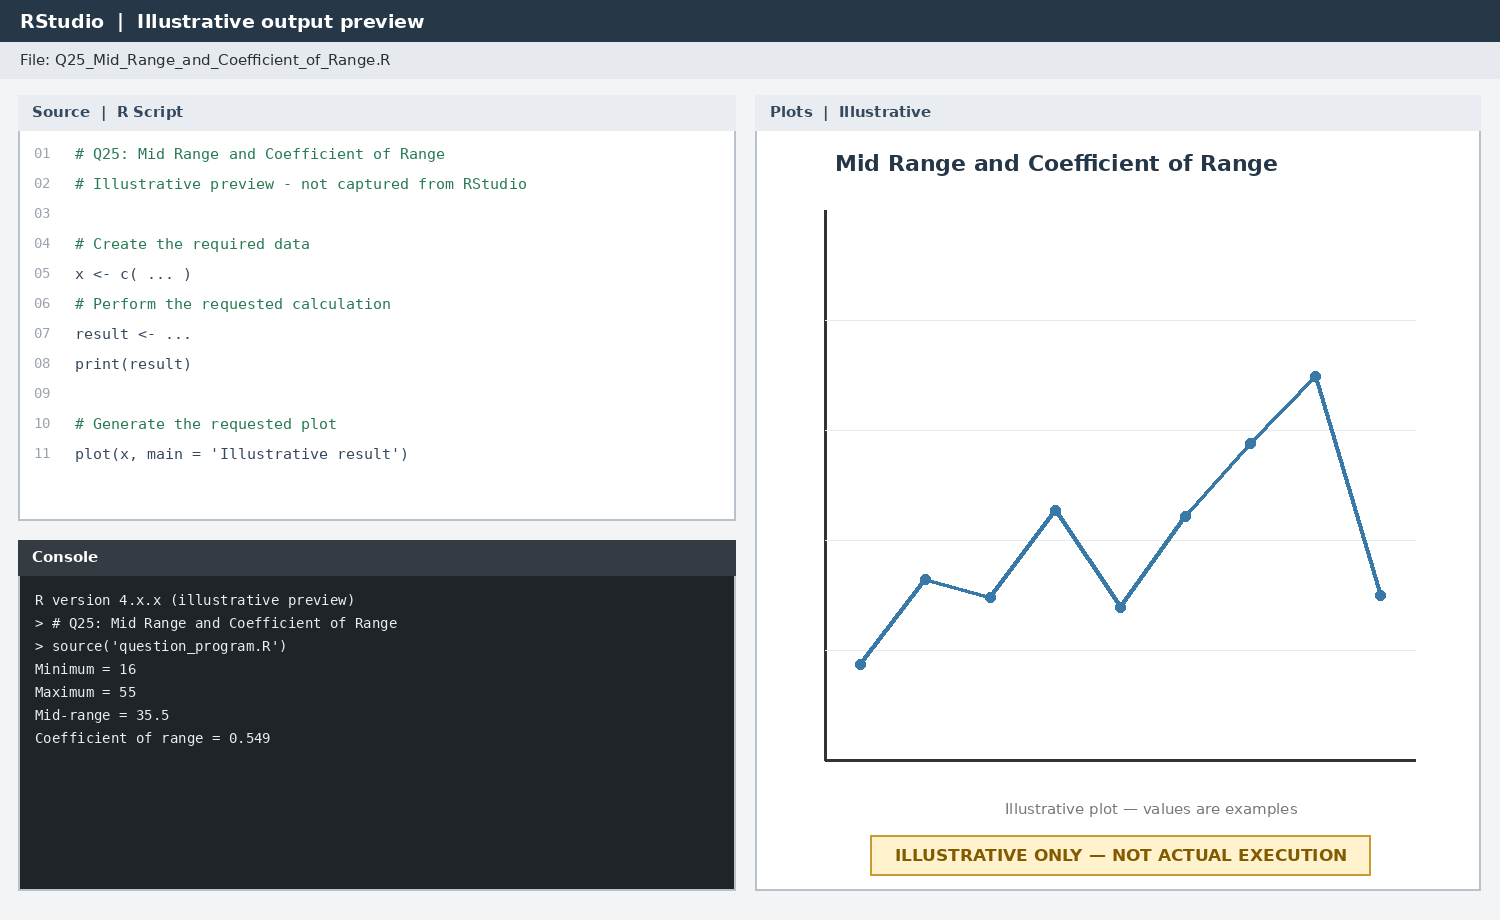 RStudio | Illustrative output preview
File: Q25_Mid_Range_and_Coefficient_of_Range.R
Source | R Script
01 # Q25: Mid Range and Coefficient of Range
02 # Illustrative preview - not captured from RStudio
03
04 # Create the required data
05 x <- c( ... )
06 # Perform the requested calculation
07 result <- ...
08 print(result)
09
10 # Generate the requested plot
11 plot(x, main = 'Illustrative result')
Console
R version 4.x.x (illustrative preview)
> # Q25: Mid Range and Coefficient of Range
> source('question_program.R')
Minimum = 16
Maximum = 55
Mid-range = 35.5
Coefficient of range = 0.549
Plots | Illustrative
Mid Range and Coefficient of Range
Illustrative plot — values are examples
ILLUSTRATIVE ONLY — NOT ACTUAL EXECUTION